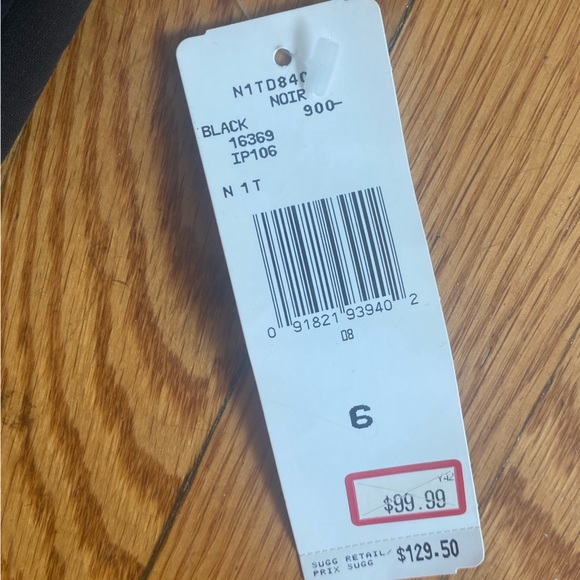 N1TD840
NOIR
900-
BLACK
16369
IP106
N 1 T
0 91821 93940 2
08
6
$99.99
SUGG RETAIL/ $129.50
PRIX SUGG